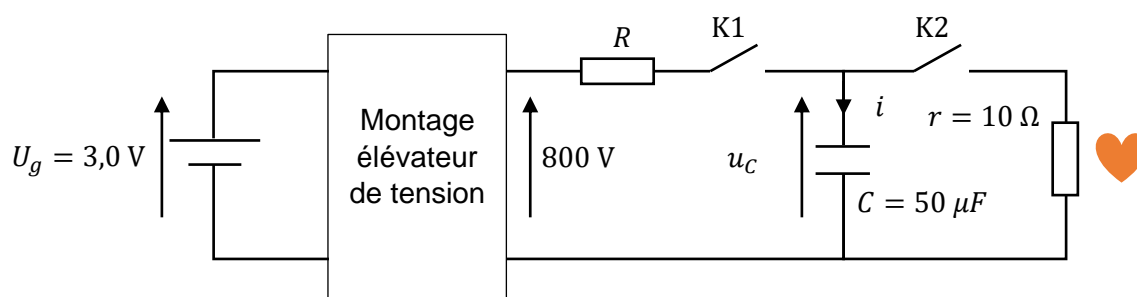 R
K1
K2
U_g = 3,0 V
Montage
élévateur
de tension
800 V
u_C
i
r = 10 Ω
C = 50 μF